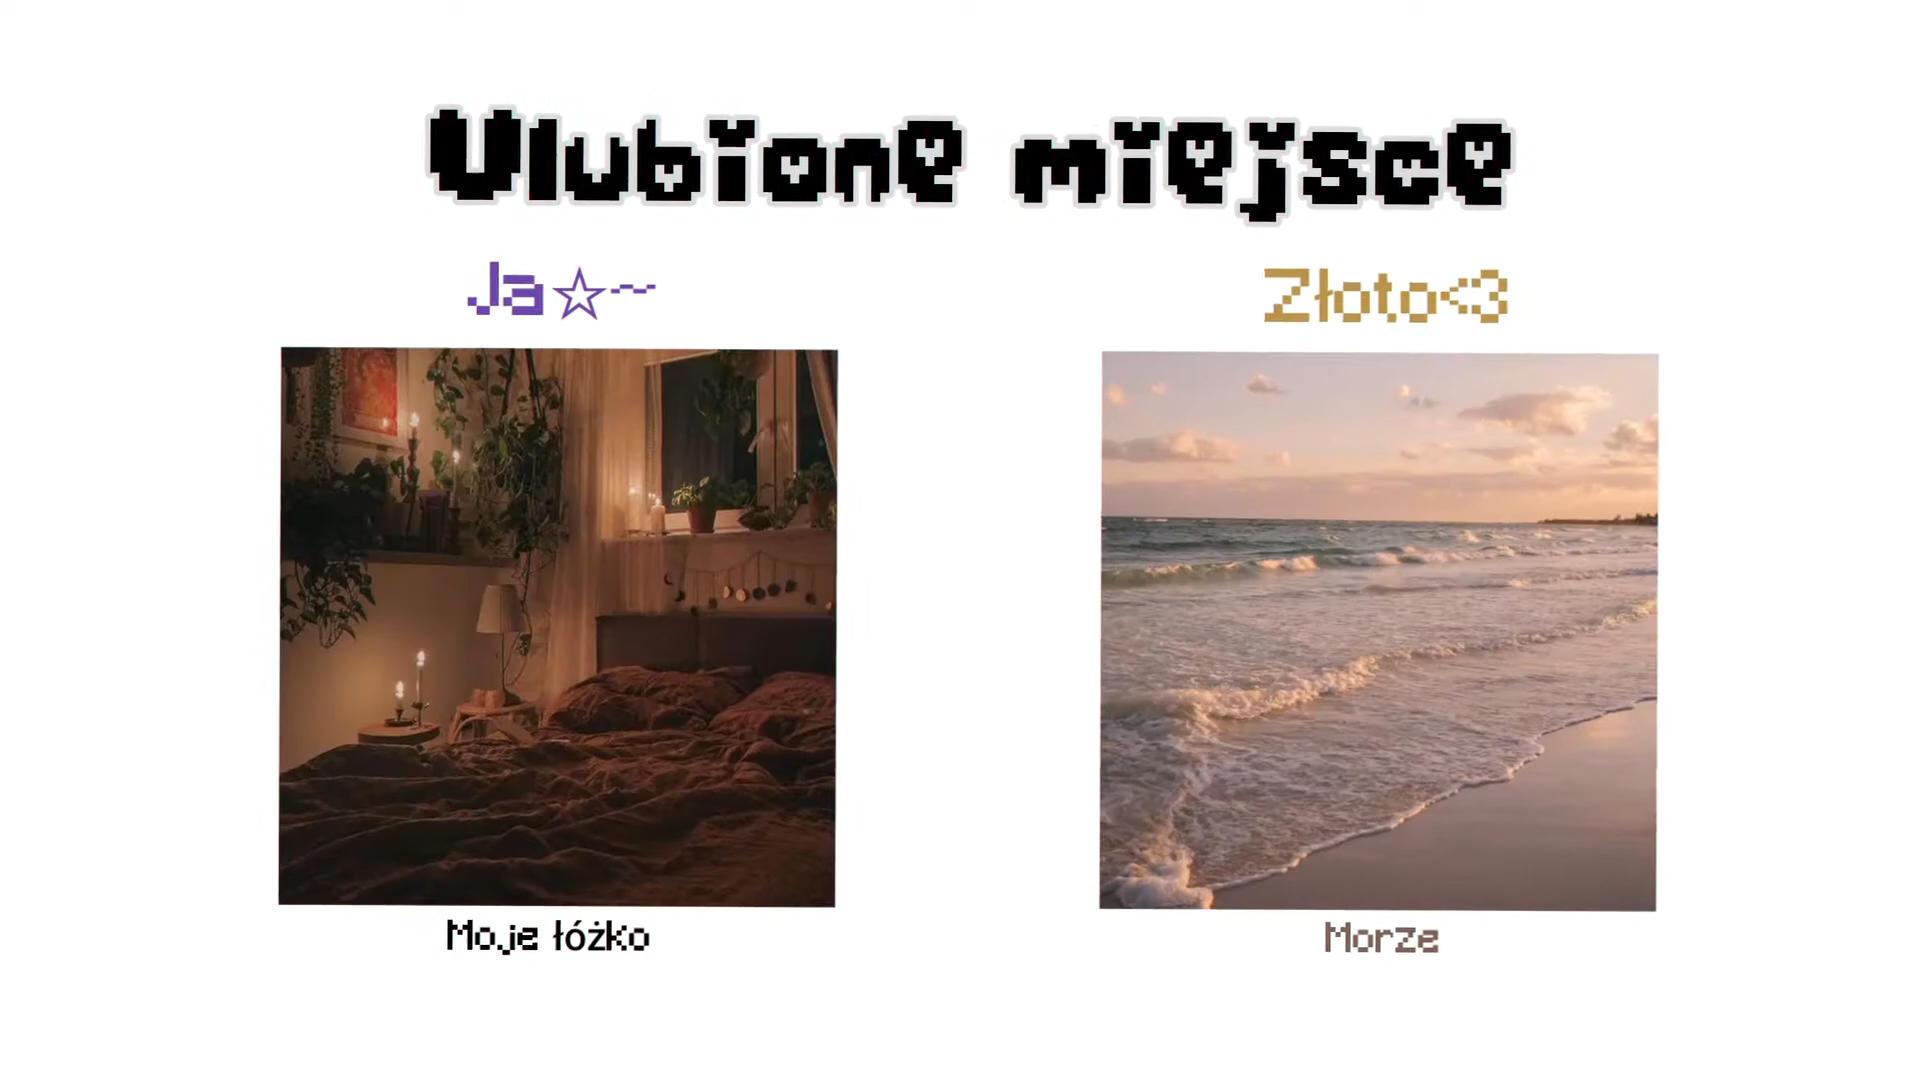 Ulubione miejsce
Ja☆~
Złoto<3
Moje łóżko
Morze